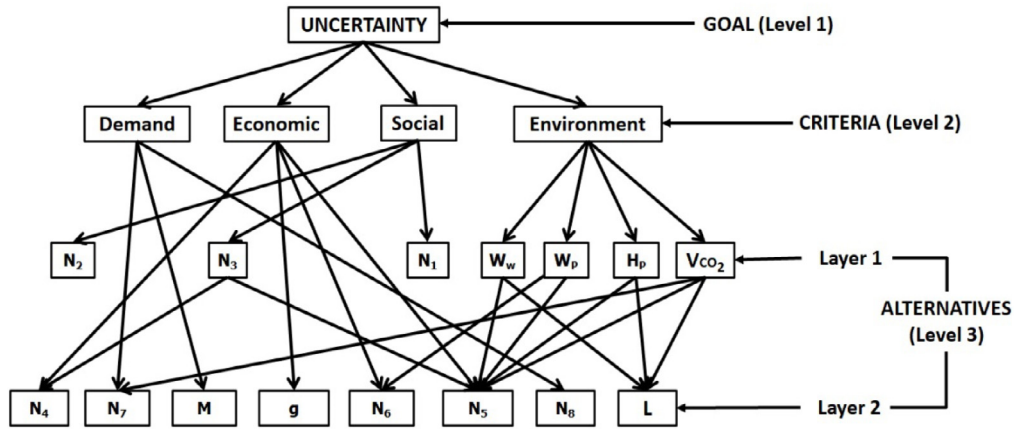 UNCERTAINTY
GOAL (Level 1)
Demand
Economic
Social
Environment
CRITERIA (Level 2)
N₂
N₃
N₁
W𝗐
Wₚ
Hₚ
VCO₂
Layer 1
ALTERNATIVES
(Level 3)
N₄
N₇
M
g
N₆
N₅
N₈
L
Layer 2